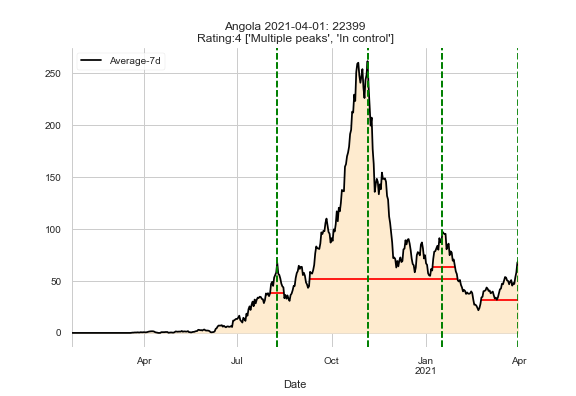 Angola 2021-04-01: 22399
Rating:4 ['Multiple peaks', 'In control']
Average-7d
250
200
150
100
50
0
Apr
Jul
Oct
Jan
2021
Apr
Date